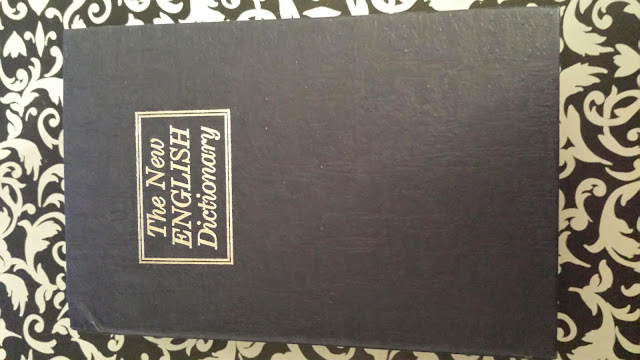 The New
ENGLISH
Dictionary